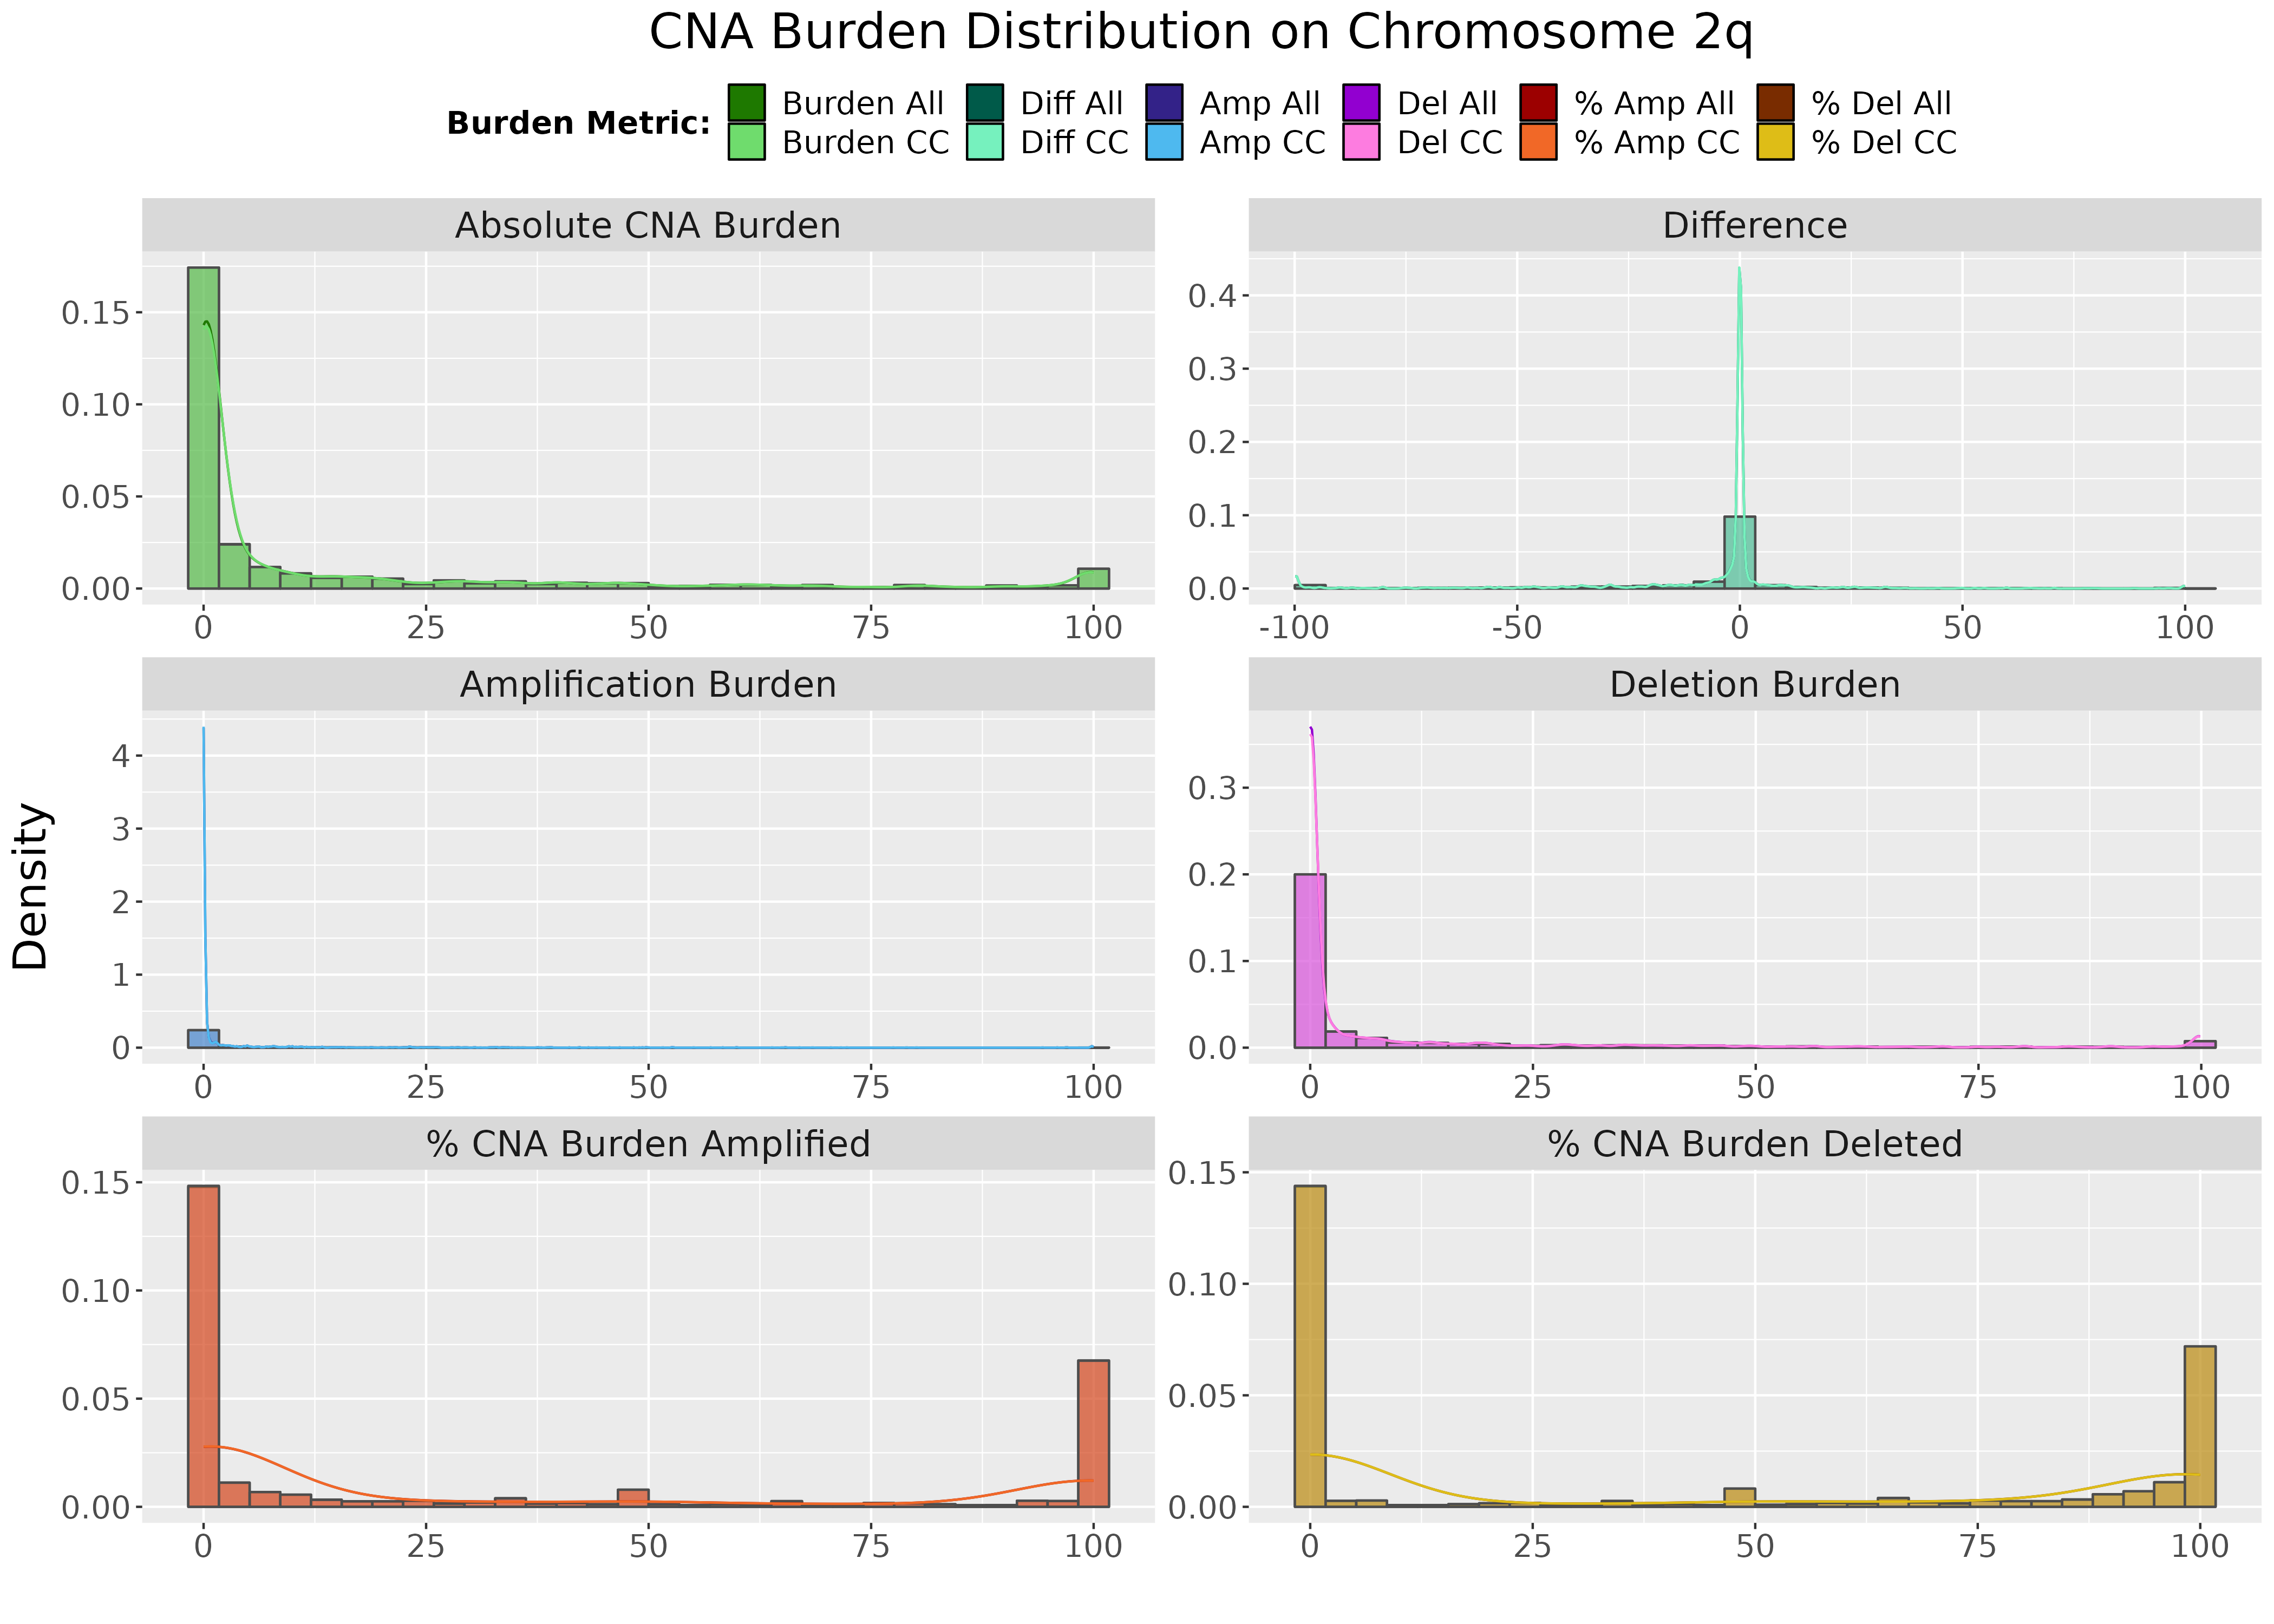 CNA Burden Distribution on Chromosome 2q
Burden Metric:
Burden All Diff All Amp All Del All % Amp All % Del All
Burden CC Diff CC Amp CC Del CC % Amp CC % Del CC
Absolute CNA Burden
0.15
0.10
0.05
0.00
0 25 50 75 100
Difference
0.4
0.3
0.2
0.1
0.0
-100 -50 0 50 100
Density
Amplification Burden
4
3
2
1
0
0 25 50 75 100
Deletion Burden
0.3
0.2
0.1
0.0
0 25 50 75 100
% CNA Burden Amplified
0.15
0.10
0.05
0.00
0 25 50 75 100
% CNA Burden Deleted
0.15
0.10
0.05
0.00
0 25 50 75 100